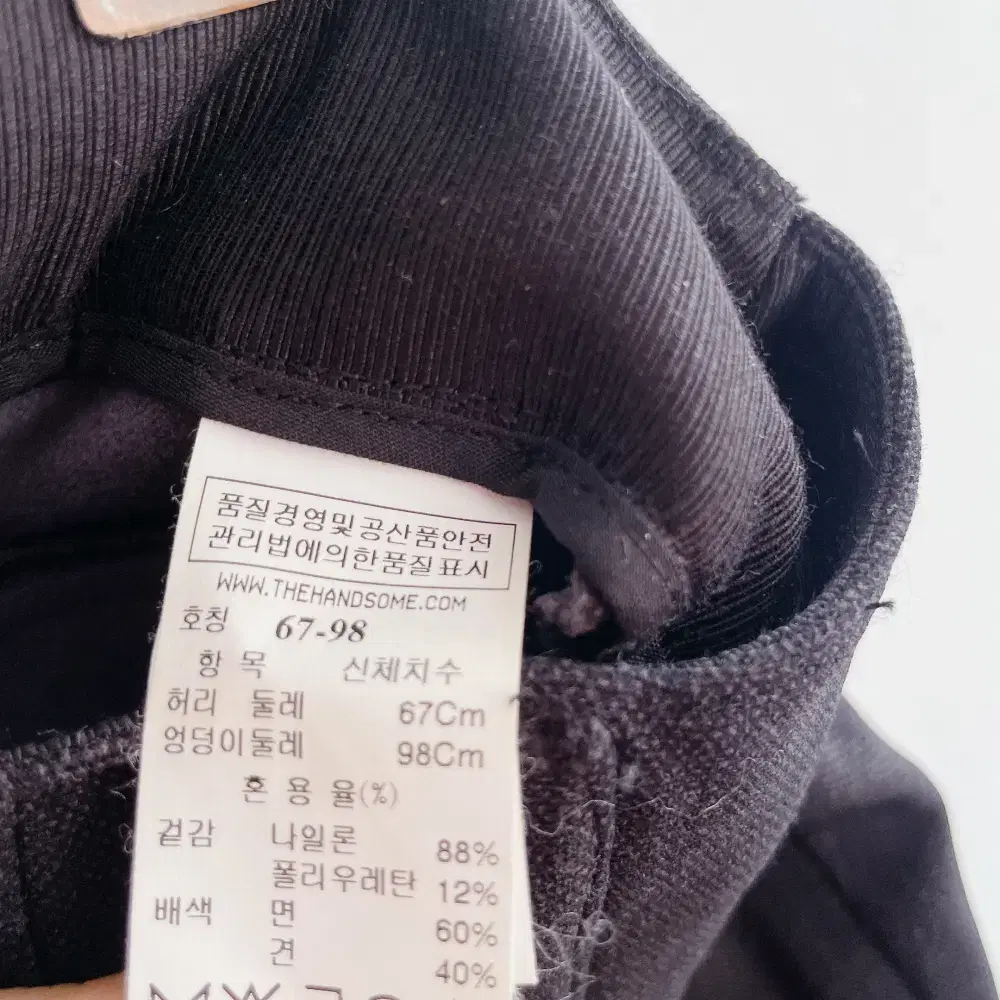 품질경영및공산품안전
관리법에의한품질표시
WWW.THEHANDSOME.COM
호칭 67-98
항 목 신체치수
허리 둘레 67Cm
엉덩이둘레 98Cm
혼 용 율(%)
겉감 나일론 88%
폴리우레탄 12%
배색 면 60%
견 40%